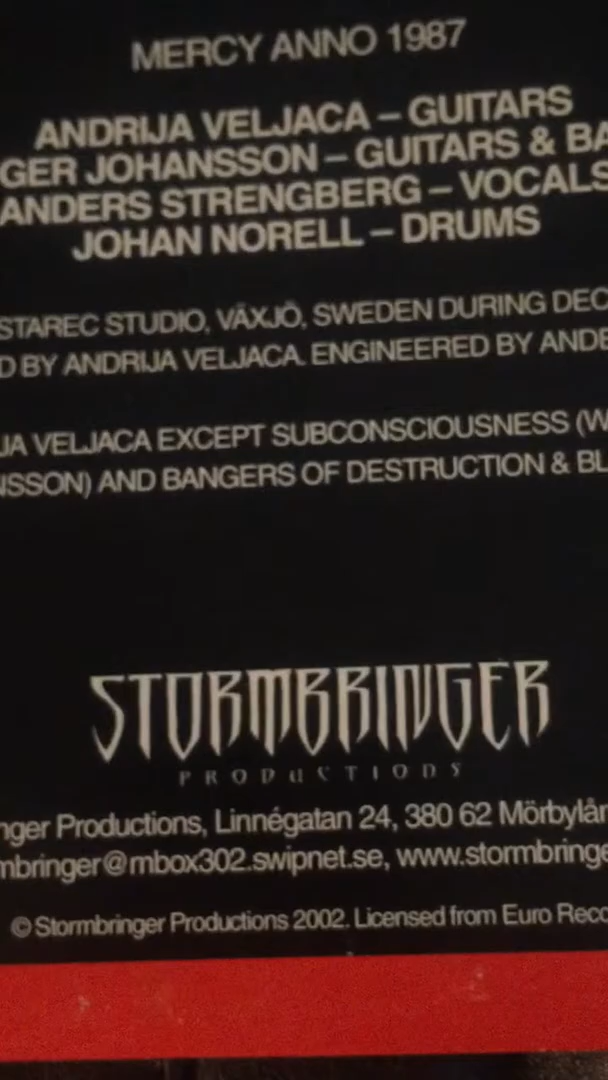 MERCY ANNO 1987
ANDRIJA VELJACA – GUITARS
GER JOHANSSON – GUITARS & BA
ANDERS STRENGBERG – VOCALS
JOHAN NORELL – DRUMS
STAREC STUDIO, VÄXJÖ, SWEDEN DURING DEC
D BY ANDRIJA VELJACA. ENGINEERED BY ANDE
JA VELJACA EXCEPT SUBCONSCIOUSNESS (W
NSSON) AND BANGERS OF DESTRUCTION & BL
STORMBRINGER
PRODUCTIONS
nger Productions, Linnégatan 24, 380 62 Mörbylån
mbringer@mbox302.swipnet.se, www.stormbringe
© Stormbringer Productions 2002. Licensed from Euro Reco